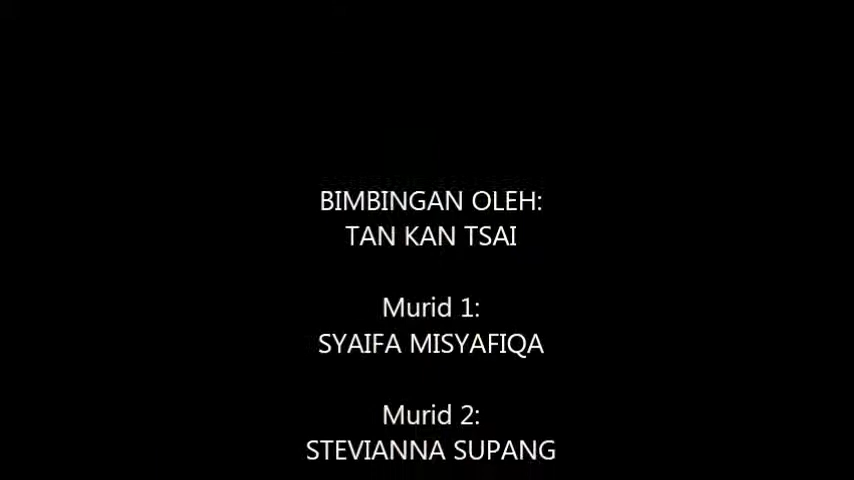 BIMBINGAN OLEH:
TAN KAN TSAI
Murid 1:
SYAIFA MISYAFIQA
Murid 2:
STEVIANNA SUPANG